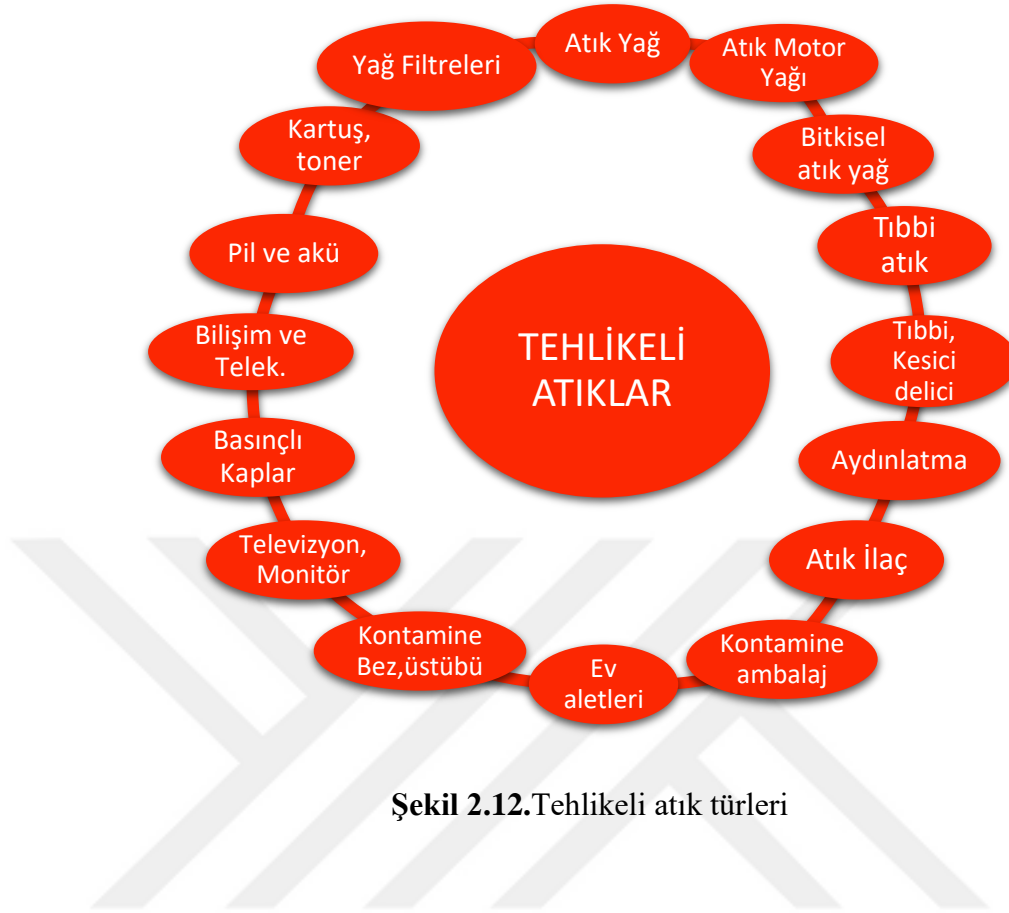 Atık Yağ
Atık Motor
Yağı
Bitkisel
atık yağ
Tıbbi
atık
Tıbbi,
Kesici
delici
Aydınlatma
Atık İlaç
Kontamine
ambalaj
Ev
aletleri
Kontamine
Bez,üstübü
Televizyon,
Monitör
Basınçlı
Kaplar
Bilişim ve
Telek.
Pil ve akü
Kartuş,
toner
Yağ Filtreleri
TEHLİKELİ
ATIKLAR
Şekil 2.12.Tehlikeli atık türleri